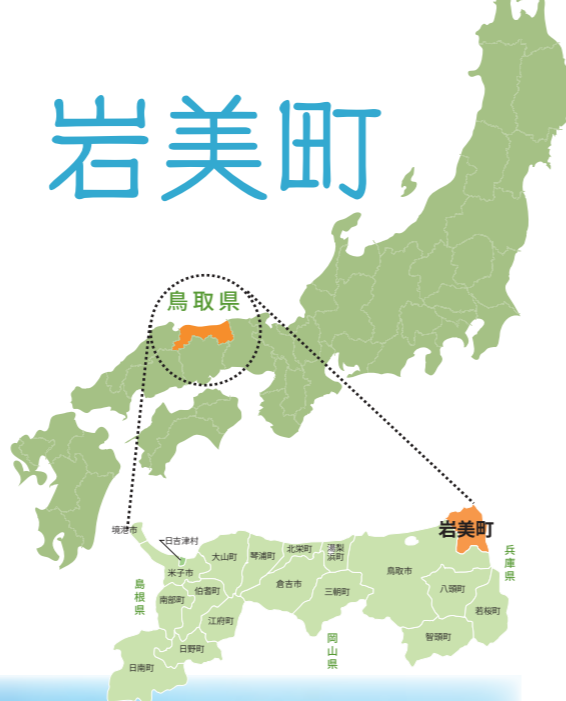 岩美町
鳥取県
岩美町
境港市
日吉津村
大山町
琴浦町
北栄町
湯梨
浜町
米子市
鳥取市
兵庫県
島根県
南部町
伯耆町
倉吉市
三朝町
八頭町
江府町
若桜町
岡山県
智頭町
日野町
日南町